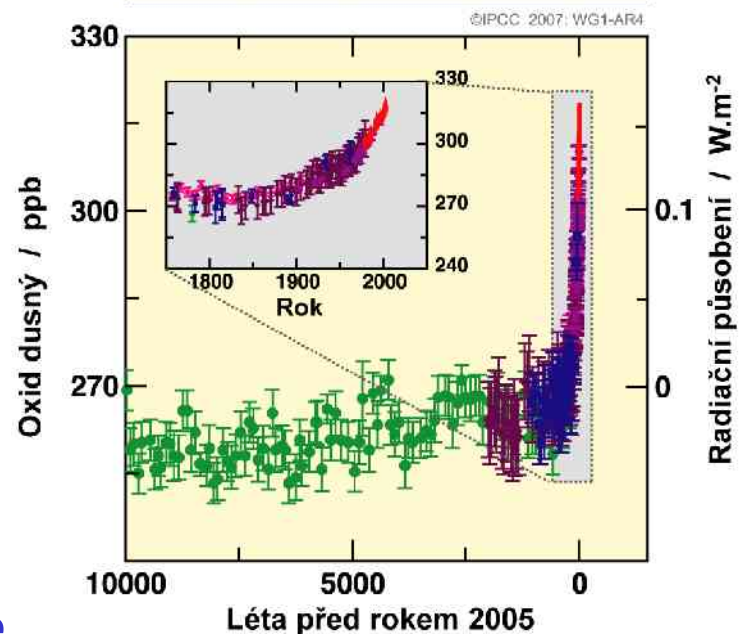 ©IPCC 2007: WG1-AR4
330
300
270
Oxid dusný / ppb
330
300
270
240
1800 1900 2000
Rok
0.1
0
Radiační působení / W.m-2
10000 5000 0
Léta před rokem 2005